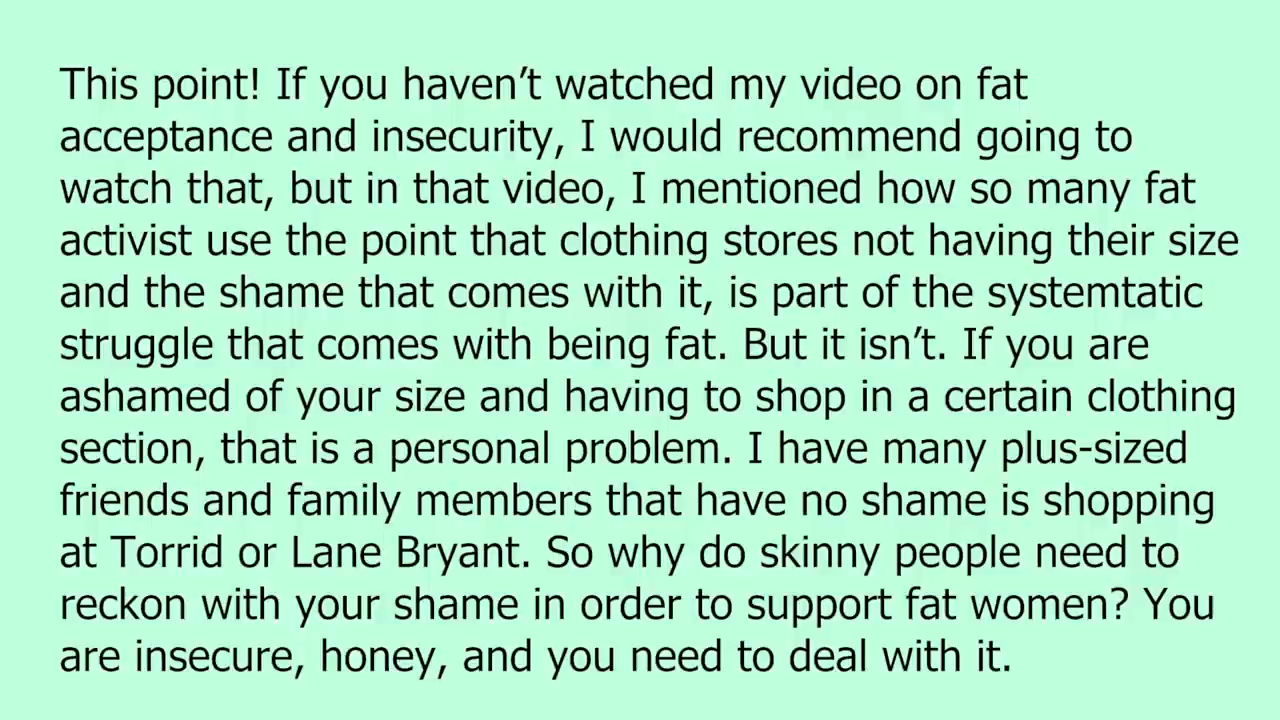 This point! If you haven’t watched my video on fat
acceptance and insecurity, I would recommend going to
watch that, but in that video, I mentioned how so many fat
activist use the point that clothing stores not having their size
and the shame that comes with it, is part of the systemtatic
struggle that comes with being fat. But it isn’t. If you are
ashamed of your size and having to shop in a certain clothing
section, that is a personal problem. I have many plus-sized
friends and family members that have no shame is shopping
at Torrid or Lane Bryant. So why do skinny people need to
reckon with your shame in order to support fat women? You
are insecure, honey, and you need to deal with it.